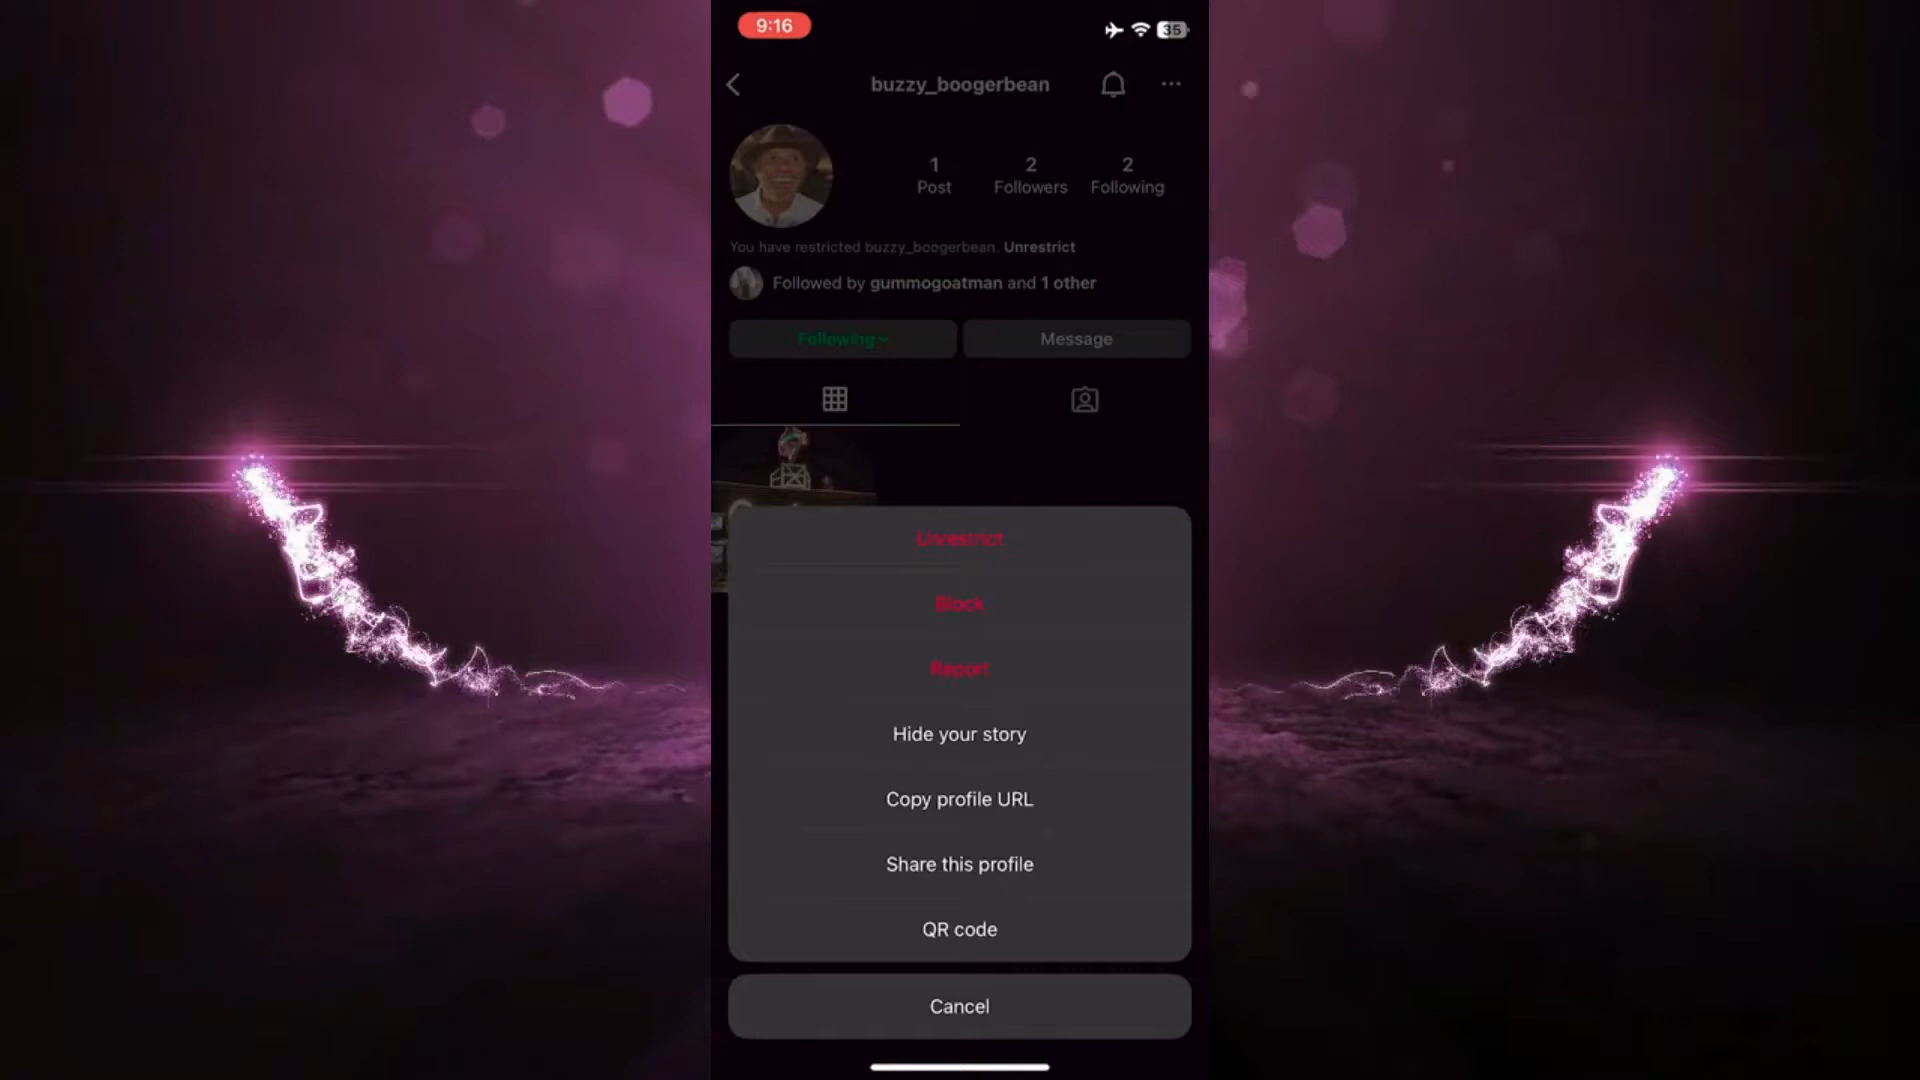 9:16
35
buzzy_boogerbean
1 2 2
Post Followers Following
You have restricted buzzy_boogerbean. Unrestrict
Followed by gummogoatman and 1 other
Following Message
Unrestrict
Block
Report
Hide your story
Copy profile URL
Share this profile
QR code
Cancel